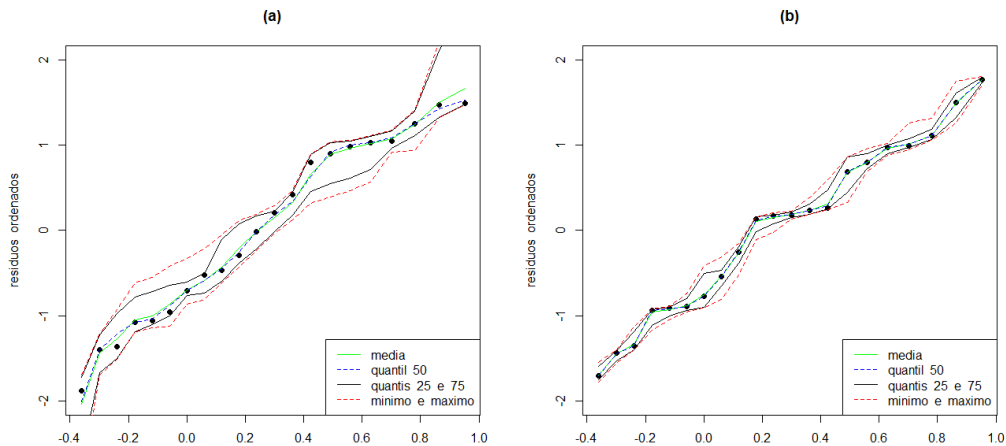 (a)
2
1
0
-1
-2
residuos ordenados
-0.4 -0.2 0.0 0.2 0.4 0.6 0.8 1.0
media
quantil 50
quantis 25 e 75
minimo e maximo
(b)
2
1
0
-1
-2
residuos ordenados
-0.4 -0.2 0.0 0.2 0.4 0.6 0.8 1.0
media
quantil 50
quantis 25 e 75
minimo e maximo